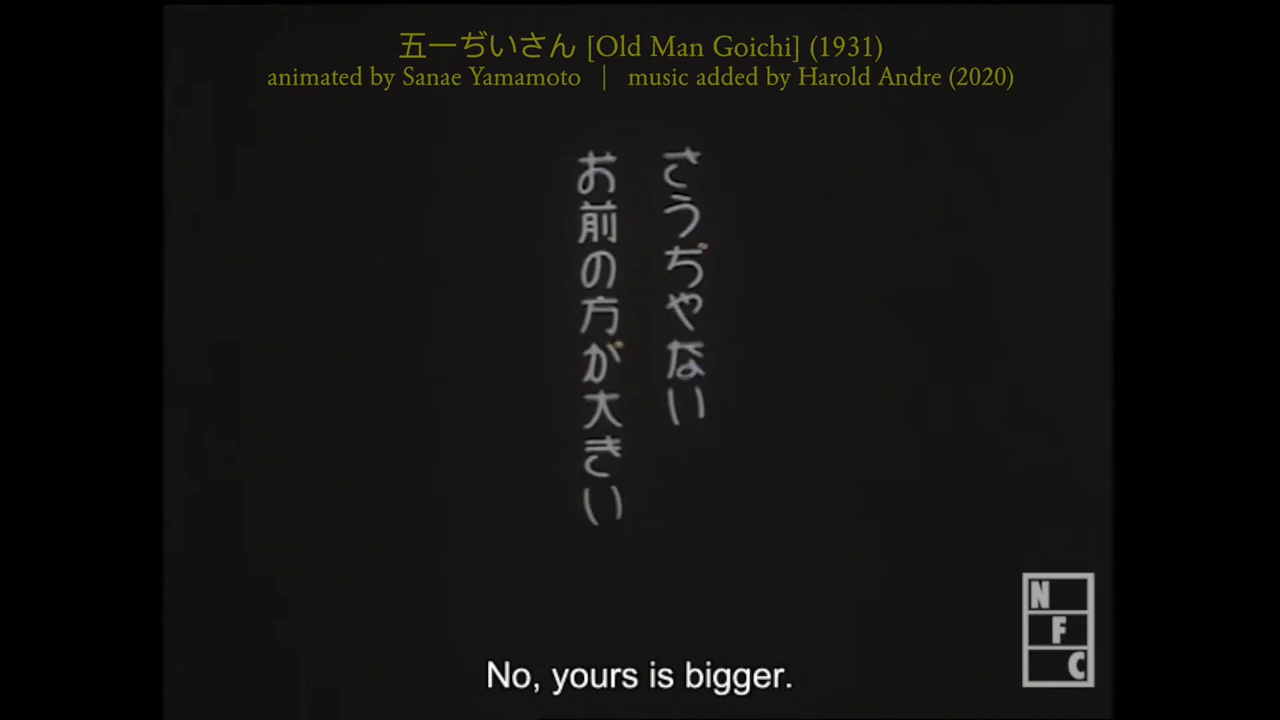 五一ぢいさん [Old Man Goichi] (1931)
animated by Sanae Yamamoto | music added by Harold Andre (2020)
さうぢやない
お前の方が大きい
N
F
C
No, yours is bigger.